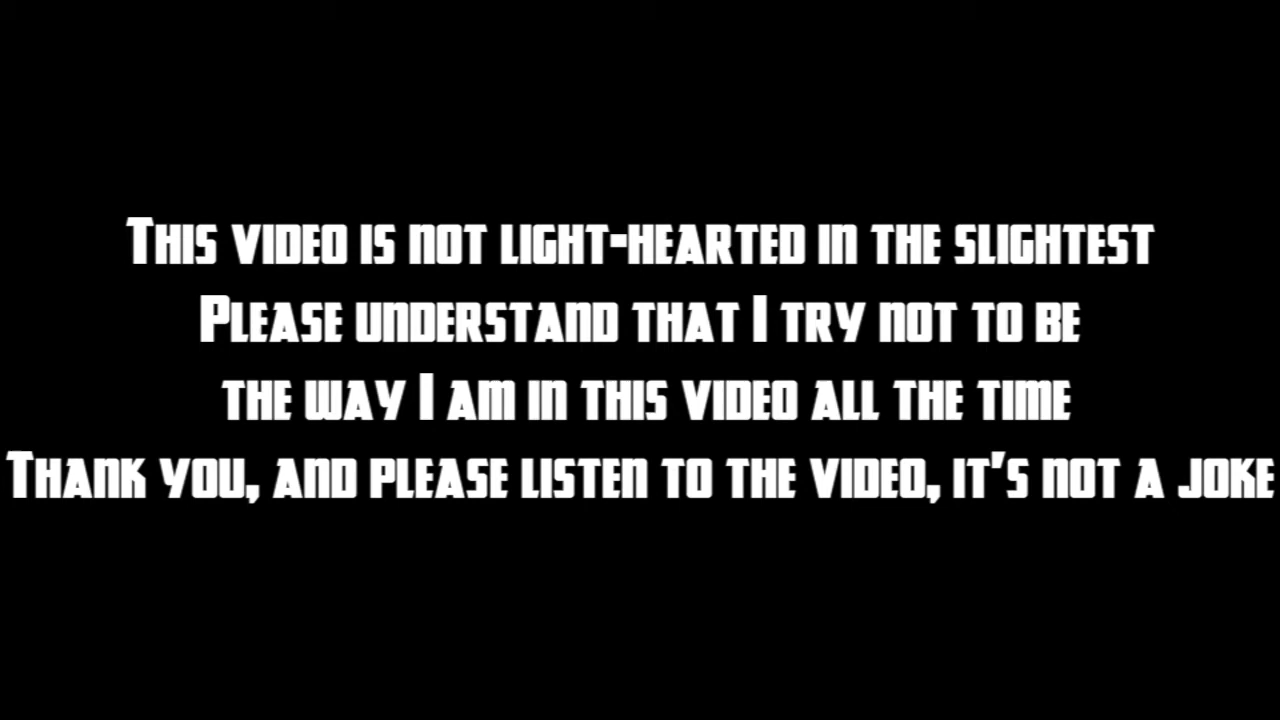 This video is not light-hearted in the slightest
Please understand that I try not to be
the way I am in this video all the time
Thank you, and please listen to the video, it's not a joke